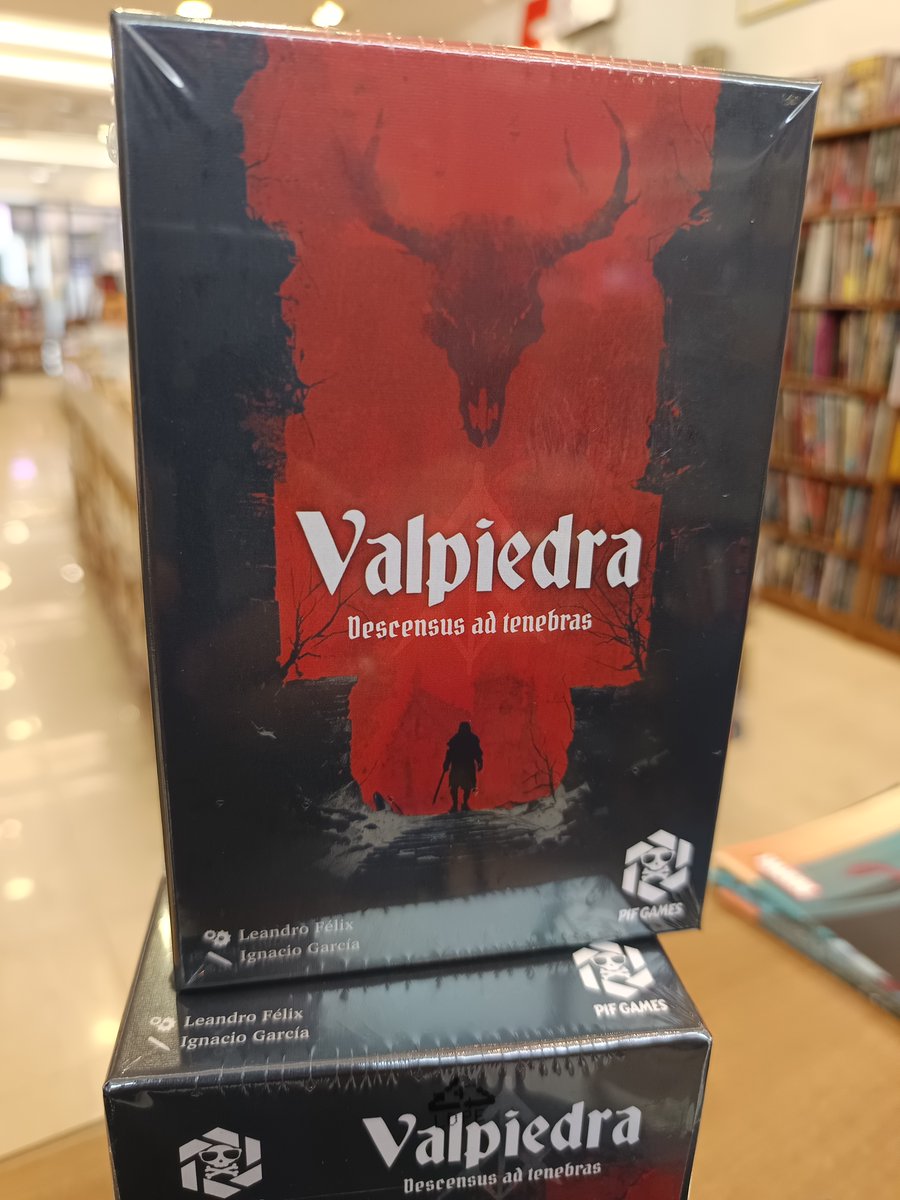 Valpiedra
Descensus ad tenebras
Leandro Félix
Ignacio García
PIF GAMES
Leandro Félix
Ignacio García
PIF GAMES
Valpiedra
Descensus ad tenebras